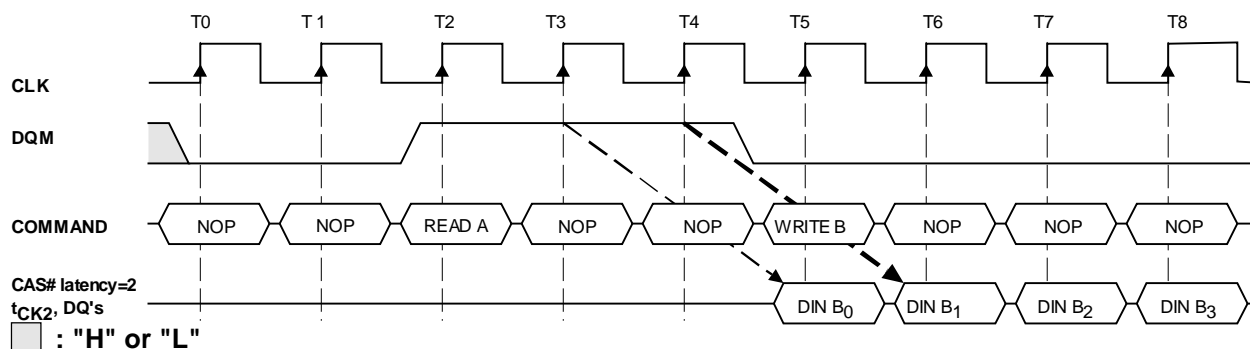 T0 T 1 T2 T3 T4 T5 T6 T7 T8
CLK
DQM
COMMAND NOP NOP READ A NOP NOP WRITE B NOP NOP NOP
CAS# latency=2
tCK2, DQ's DIN B0 DIN B1 DIN B2 DIN B3
: "H" or "L"